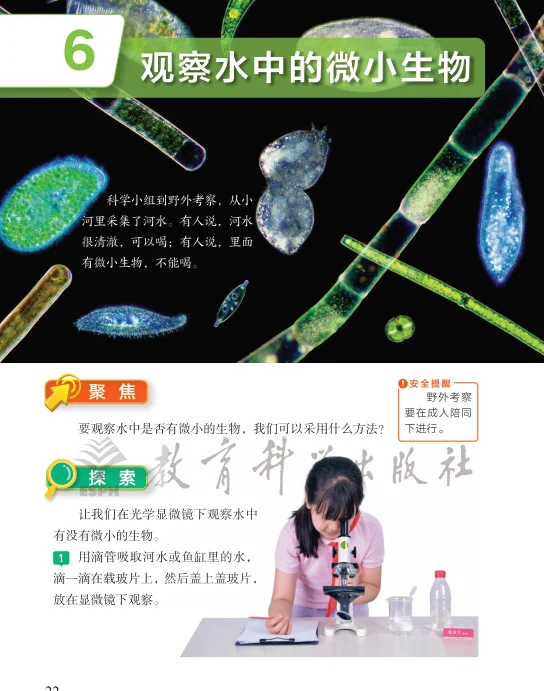 6
观察水中的微小生物
科学小组到野外考察，从小
河里采集了河水。有人说，河水
很清澈，可以喝；有人说，里面
有微小生物，不能喝。
聚焦
安全提醒
野外考察
要在成人陪同
下进行。
要观察水中是否有微小的生物，我们可以采用什么方法？
教育科学出版社
ESPH
探索
让我们在光学显微镜下观察水中
有没有微小的生物。
1 用滴管吸取河水或鱼缸里的水，
滴一滴在载玻片上，然后盖上盖玻片，
放在显微镜下观察。